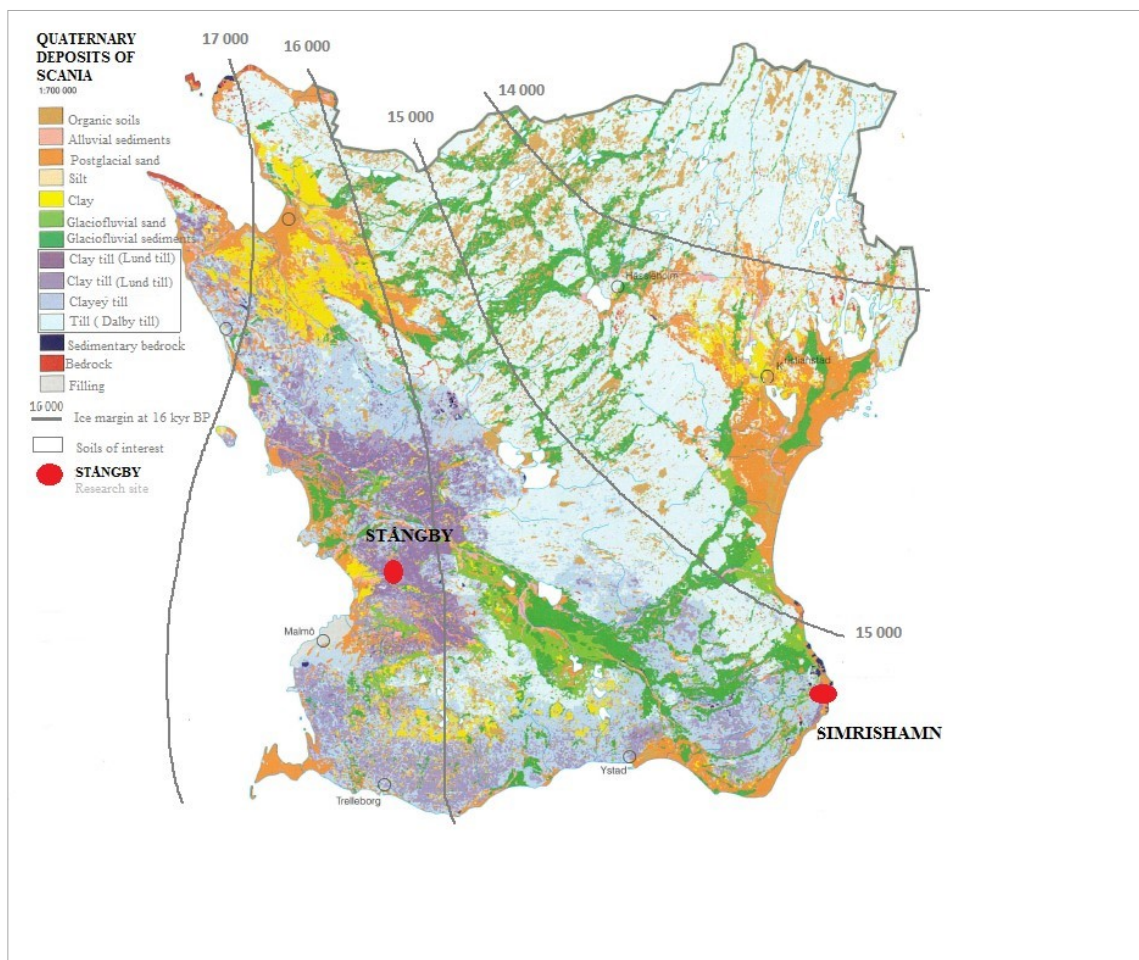 QUATERNARY
DEPOSITS OF
SCANIA
1:700 000
Organic soils
Alluvial sediments
Postglacial sand
Silt
Clay
Glaciofluvial sand
Glaciofluvial sediments
Clay till (Lund till)
Clay till (Lund till)
Clayey till
Till ( Dalby till)
Sedimentary bedrock
Bedrock
Filling
16 000 Ice margin at 16 kyr BP
Soils of interest
STÅNGBY
Research site
17 000
16 000
15 000
14 000
Hässleholm
Kristianstad
STÅNGBY
Malmö
15 000
SIMRISHAMN
Ystad
Trelleborg